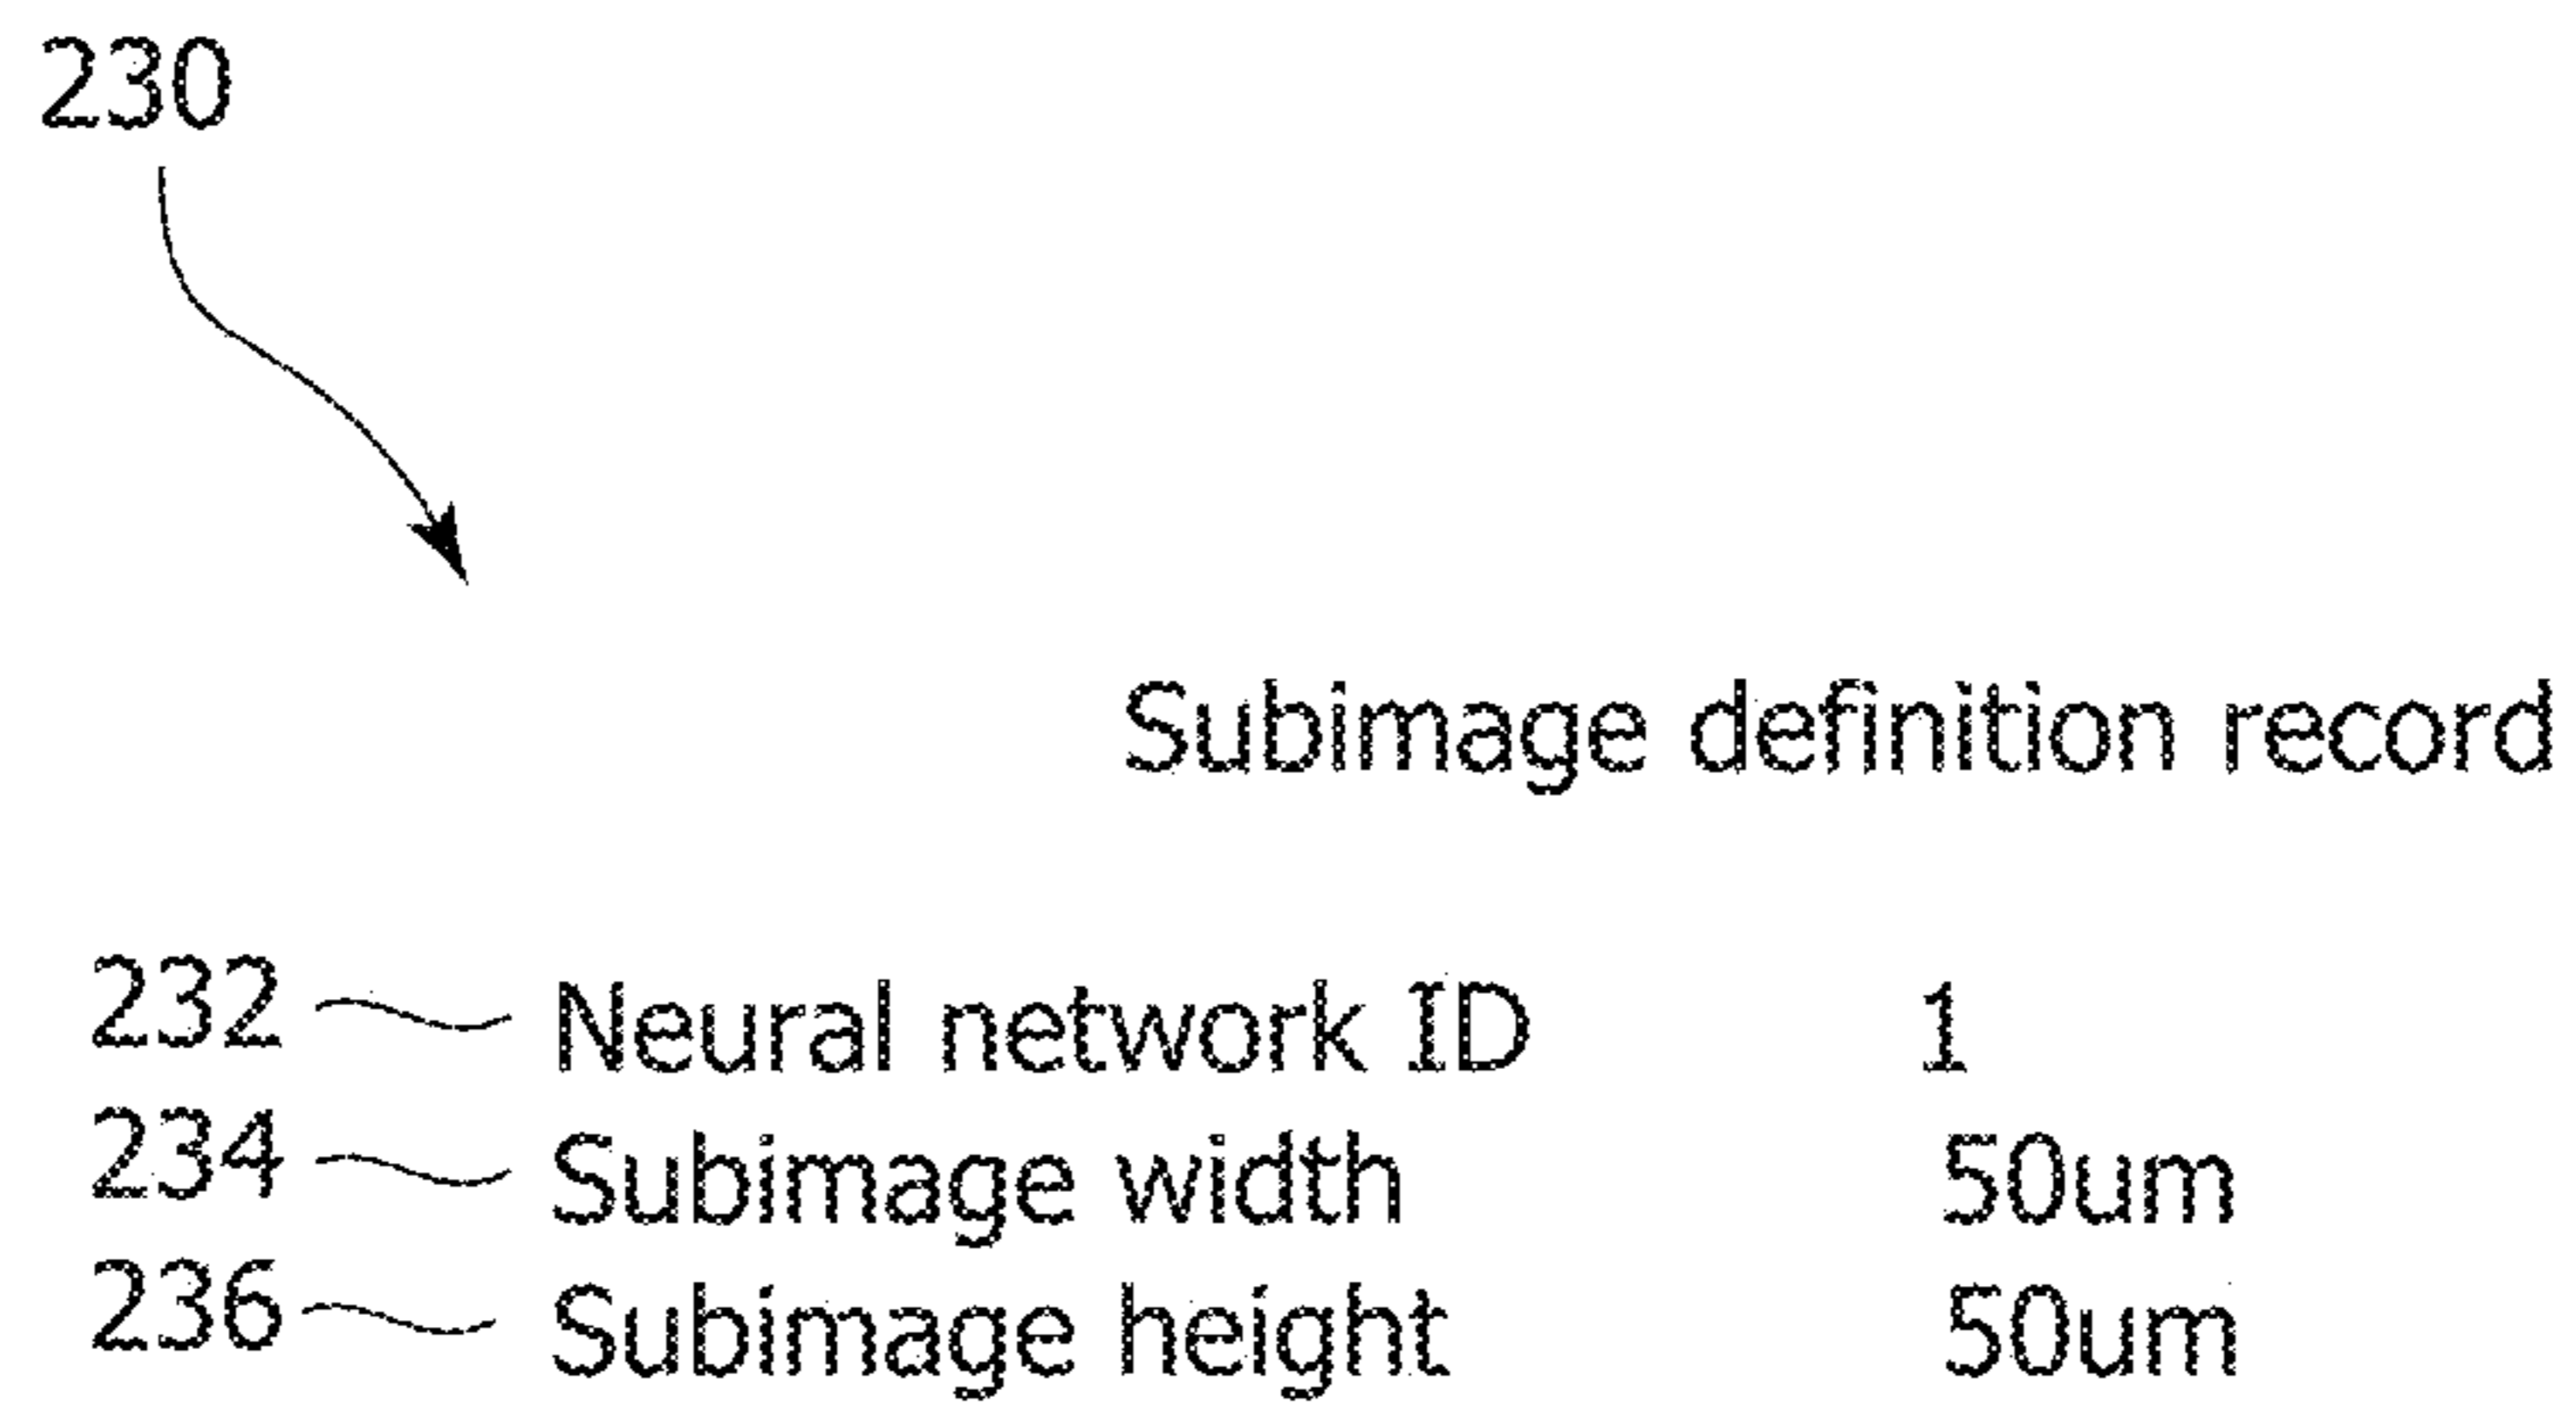 230
Subimage definition record
232 Neural network ID 1
234 Subimage width 50um
236 Subimage height 50um